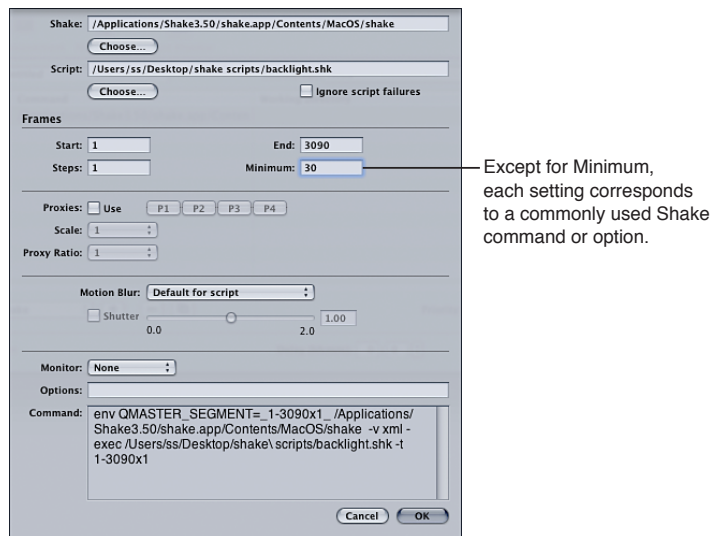 Shake: /Applications/Shake3.50/shake.app/Contents/MacOS/shake
Choose...
Script: /Users/ss/Desktop/shake scripts/backlight.shk
Choose... Ignore script failures
Frames
Start: 1 End: 3090
Steps: 1 Minimum: 30
Except for Minimum,
each setting corresponds
to a commonly used Shake
command or option.
Proxies: Use P1 P2 P3 P4
Scale: 1
Proxy Ratio: 1
Motion Blur: Default for script
Shutter 1.00
0.0 2.0
Monitor: None
Options:
Command: env QMASTER_SEGMENT=_1-3090x1_ /Applications/
Shake3.50/shake.app/Contents/MacOS/shake -v xml -
exec /Users/ss/Desktop/shake\ scripts/backlight.shk -t
1-3090x1
Cancel OK